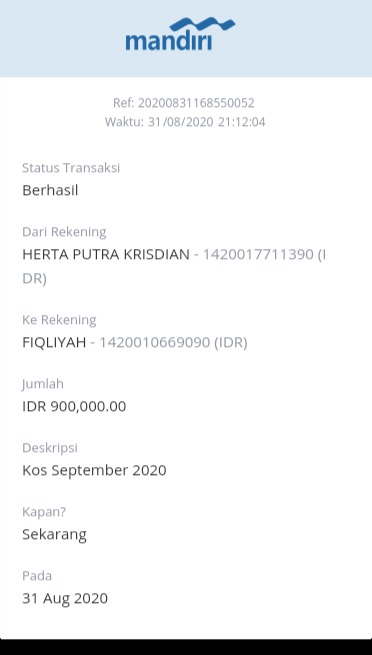 mandiri
Ref: 20200831168550052
Waktu: 31/08/2020 21:12:04
Status Transaksi
Berhasil
Dari Rekening
HERTA PUTRA KRISDIAN - 1420017711390 (I
DR)
Ke Rekening
FIQLIYAH - 1420010669090 (IDR)
Jumlah
IDR 900,000.00
Deskripsi
Kos September 2020
Kapan?
Sekarang
Pada
31 Aug 2020